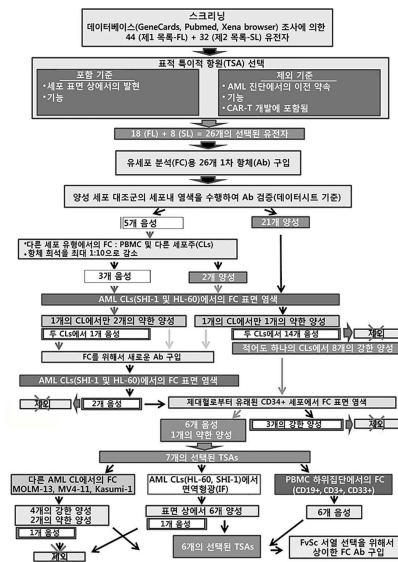 스크리닝
데이터베이스(GeneCards, Pubmed, Xena browser) 조사에 의한
44 (제1 목록-FL) + 32 (제2 목록-SL) 유전자
표적 특이적 항원(TSA) 선택
포함 기준
• 세포 표면 상에서의 발현
• 기능
제외 기준
• AML 진단에서의 이전 약속
• 기능
• CAR-T 개발에 포함됨
18 (FL) + 8 (SL) = 26개의 선택된 유전자
유세포 분석(FC)용 26개 1차 항체(Ab) 구입
양성 세포 대조군의 세포내 염색을 수행하여 Ab 검증(데이터시트 기준)
5개 음성
21개 양성
• 다른 세포 유형에서의 FC : PBMC 및 다른 세포주(CLs)
• 항체 희석을 최대 1:10으로 감소
3개 음성
2개 양성
AML CLs(SHI-1 및 HL-60)에서의 FC 표면 염색
1개의 CL에서만 2개의 약한 양성
두 CLs에서 1개 음성
1개의 CL에서만 1개의 약한 양성
두 CLs에서 14개 음성
제외
적어도 하나의 CLs에서 8개의 강한 양성
FC를 위해서 새로운 Ab 구입
AML CLs(SHI-1 및 HL-60)에서의 FC 표면 염색
제외
2개 음성
제대혈로부터 유래된 CD34+ 세포에서 FC 표면 염색
6개 음성
1개의 약한 양성
3개의 강한 양성
제외
7개의 선택된 TSAs
다른 AML CL에서의 FC
MOLM-13, MV4-11, Kasumi-1
AML CLs(HL-60, SHI-1)에서
면역형광(IF)
PBMC 하위집단에서의 FC
(CD19+, CD3+, CD33+)
4개의 강한 양성
2개의 약한 양성
1개 음성
표면 상에서 6개 양성
1개 음성
6개 음성
제외
6개의 선택된 TSAs
FvSc 서열 선택을 위해서
상이한 FC Ab 구입